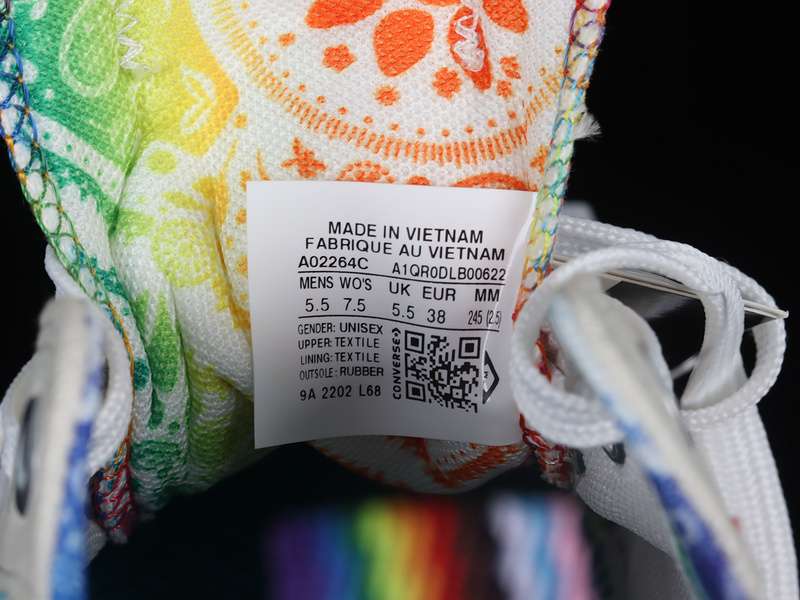 MADE IN VIETNAM
FABRIQUE AU VIETNAM
A02264C A1QR0DLB00622
MENS WO'S UK EUR MM
5.5 7.5 5.5 38 245 (2.5)
GENDER: UNISEX
UPPER: TEXTILE
LINING: TEXTILE
OUTSOLE: RUBBER
9A 2202 L68
CONVERSE